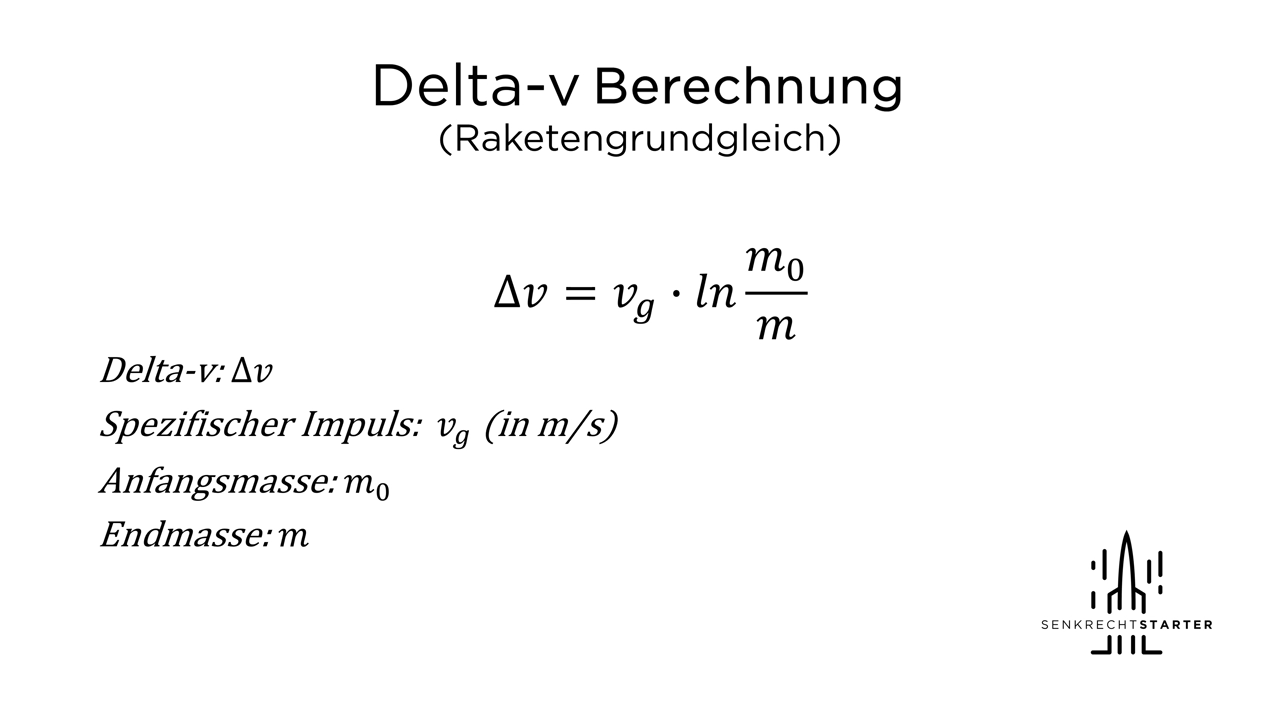 Delta-v Berechnung
(Raketengrundgleich)
Δv = v_g · ln m_0/m
Delta-v: Δv
Spezifischer Impuls: v_g (in m/s)
Anfangsmasse: m_0
Endmasse: m
SENKRECHTSTARTER